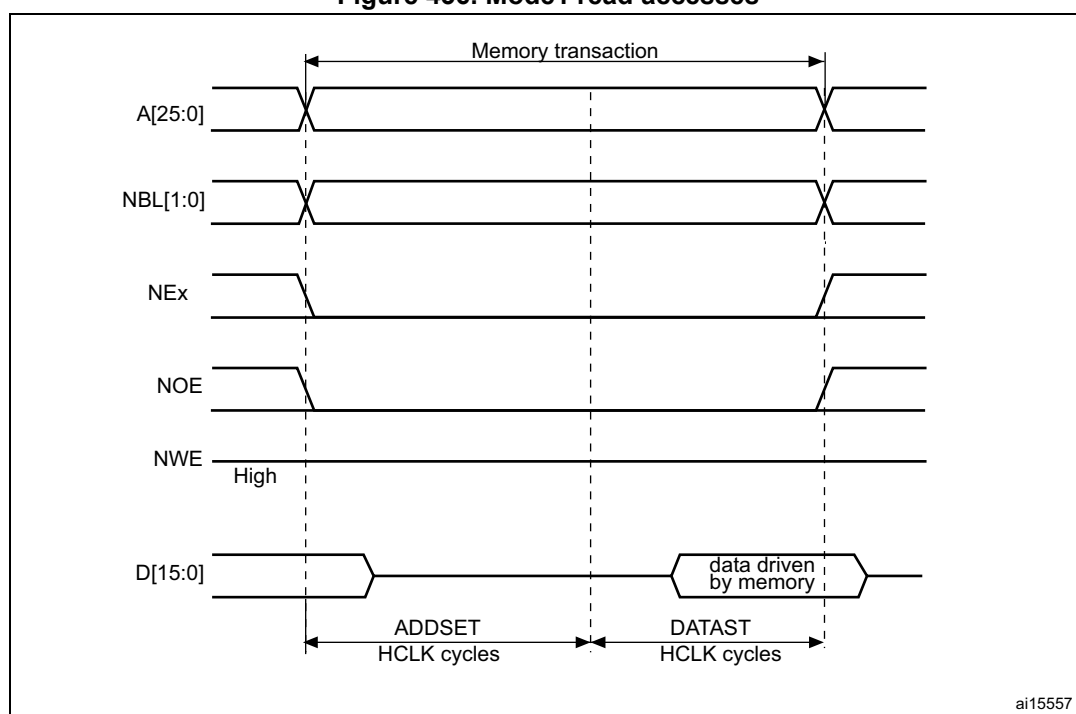 Memory transaction
A[25:0]
NBL[1:0]
NEx
NOE
NWE
High
D[15:0]
data driven
by memory
ADDSET
HCLK cycles
DATAST
HCLK cycles
ai15557